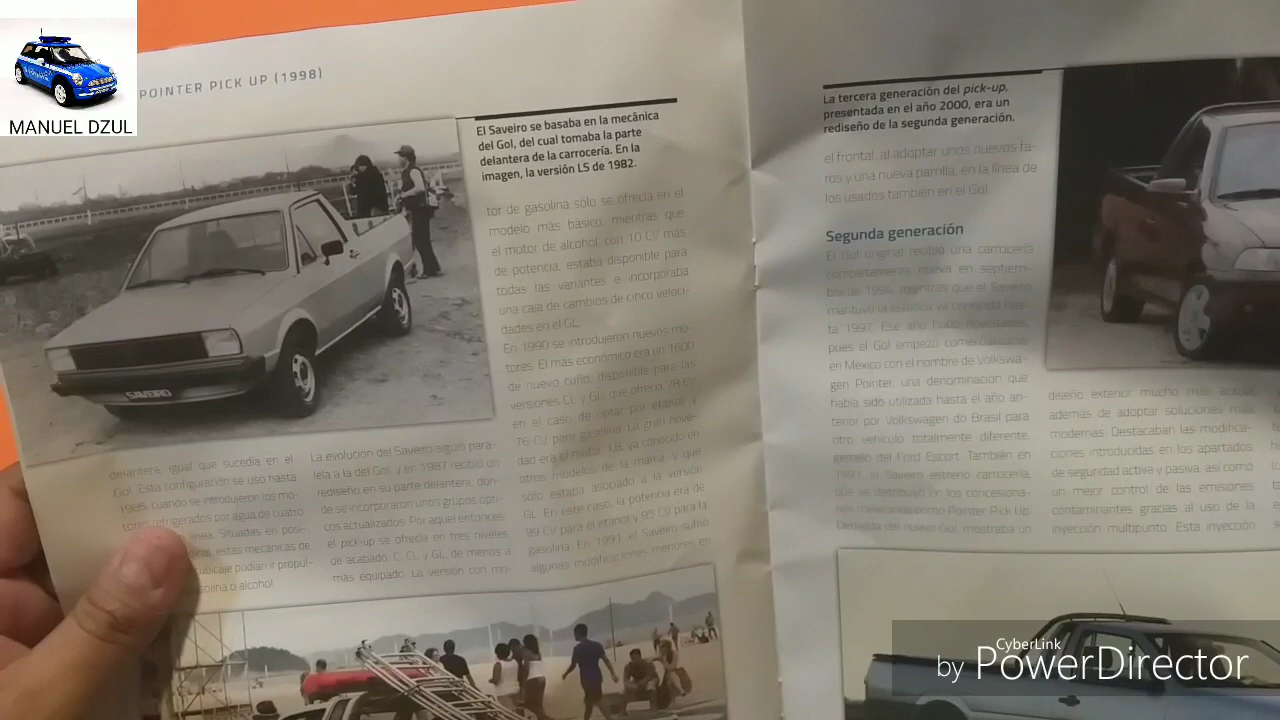 MANUEL DZUL
POINTER PICK UP (1998)
El Saveiro se basaba en la mecánica
del Gol, del cual tomaba la parte
delantera de la carrocería. En la
imagen, la versión LS de 1982.
tor de gasolina sólo se ofrecía en el
modelo más básico, mientras que
el motor de alcohol, con 10 CV más
de potencia, estaba disponible para
todas las variantes e incorporaba
una caja de cambios de cinco veloci-
dades en el GL.
En 1990 se introdujeron nuevos mo-
tores. El más económico era un 1600
de nuevo cuño, disponible para las
versiones CL y GL, que ofrecía 78 CV
en el caso de optar por etanol y
76 CV para gasolina. La gran nove-
dad era el motor 1.8, ya conocido en
otros modelos de la marca, y que
sólo estaba asociado a la versión
GL. En este caso, la potencia era de
99 CV para el etanol y 95 CV para la
gasolina. En 1991, el Saveiro sufrió
algunas modificaciones menores en
SAVEIRO
delantera, igual que sucedía en el
Gol. Esta configuración se uso hasta
1985, cuando se introdujeron los mo-
tores refrigerados por agua de cuatro
línea. Situadas en posi-
estas mecánicas de
cubicaje podían ir propul-
solina o alcohol.
La evolución del Saveiro siguió para-
lela a la del Gol, y en 1987 recibió un
rediseño en su parte delantera, don-
de se incorporaron unos grupos ópti-
cos actualizados. Por aquel entonces
el pick-up se ofrecía en tres niveles
de acabado: C, CL y GL, de menos a
más equipado. La versión con mo-
La tercera generación del pick-up,
presentada en el año 2000, era un
rediseño de la segunda generación.
el frontal, al adoptar unos nuevos fa-
ros y una nueva parrilla, en la línea de
los usados también en el Gol.
Segunda generación
El Gol original recibió una carrocería
completamente nueva en septiem-
bre de 1994, mientras que el Saveiro
mantuvo la estética ya conocida has-
ta 1997. Ese año hubo novedades,
pues el Gol empezó a comercializarse
en México con el nombre de Volkswa-
gen Pointer, una denominación que
había sido utilizada hasta el año an-
terior por Volkswagen do Brasil para
otro vehículo totalmente diferente,
gemelo del Ford Escort. También en
1997, el Saveiro estrenó carrocería,
que se distribuyó en los concesiona-
rios mexicanos como Pointer Pick Up.
Derivada del nuevo Gol, mostraba un
diseño exterior mucho más actual,
además de adoptar soluciones más
modernas. Destacaban las modifica-
ciones introducidas en los apartados
de seguridad activa y pasiva, así como
un mejor control de las emisiones
contaminantes gracias al uso de la
inyección multipunto. Esta inyección
CyberLink
by PowerDirector